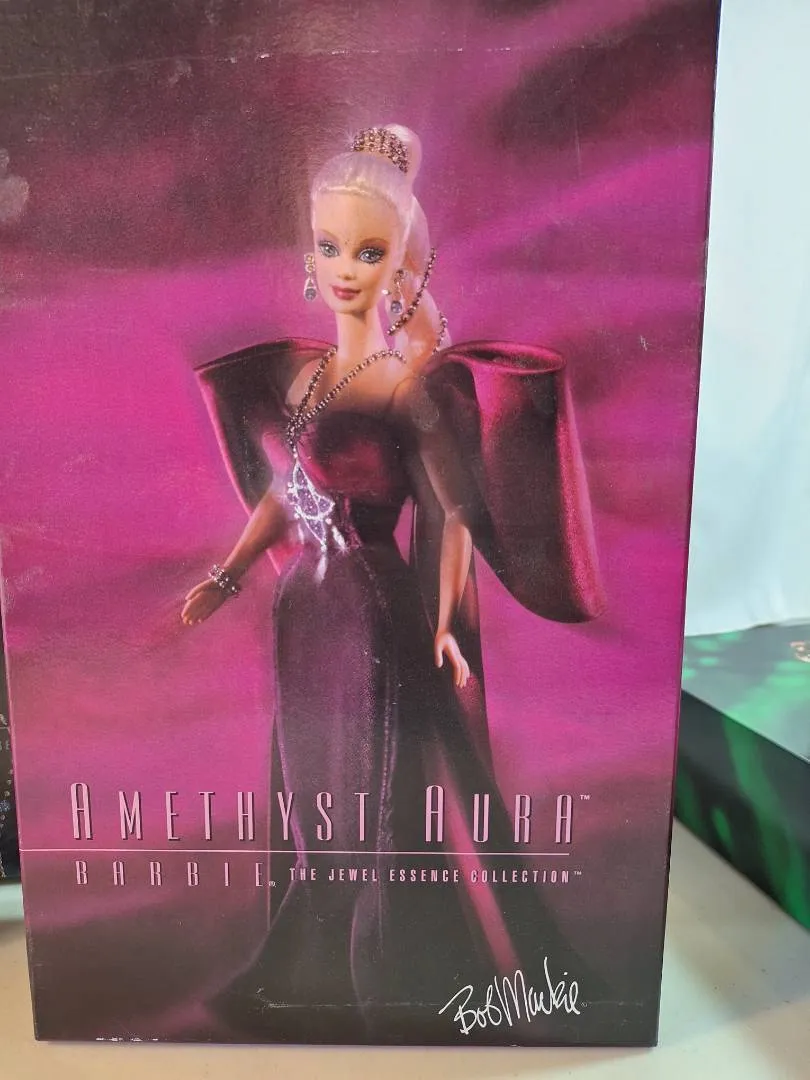 AMETHYST AURA™
BARBIE® THE JEWEL ESSENCE COLLECTION™
Bob Mackie